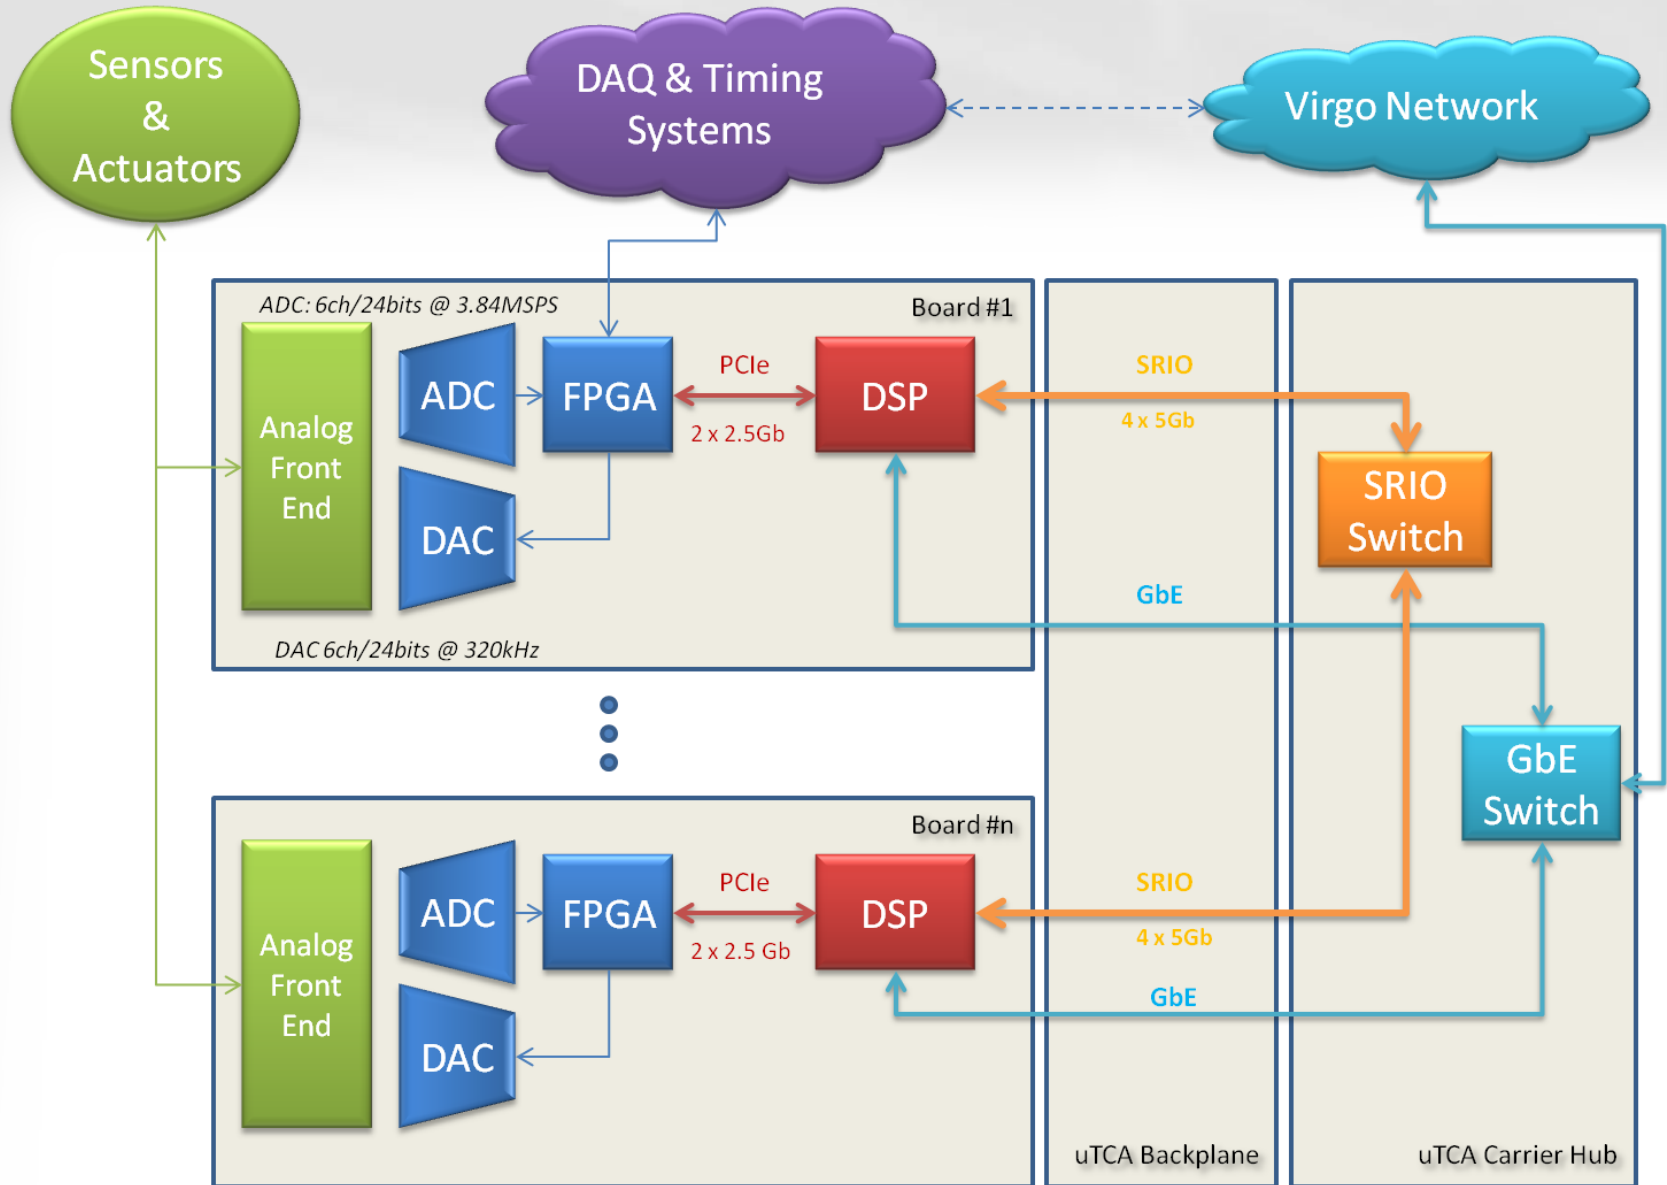 Sensors
&
Actuators
DAQ & Timing
Systems
Virgo Network
ADC: 6ch/24bits @ 3.84MSPS
Board #1
Analog
Front
End
ADC
FPGA
PCIe
2 x 2.5Gb
DSP
SRIO
4 x 5Gb
SRIO
Switch
DAC
GbE
DAC 6ch/24bits @ 320kHz
GbE
Switch
Board #n
Analog
Front
End
ADC
FPGA
PCIe
2 x 2.5 Gb
DSP
SRIO
4 x 5Gb
DAC
GbE
uTCA Backplane
uTCA Carrier Hub